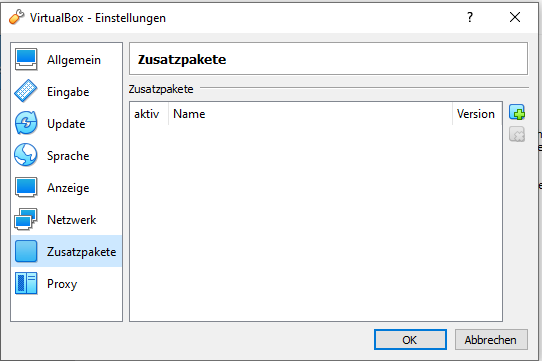 VirtualBox - Einstellungen
Allgemein
Eingabe
Update
Sprache
Anzeige
Netzwerk
Zusatzpakete
Proxy
Zusatzpakete
Zusatzpakete
aktiv Name Version
OK Abbrechen